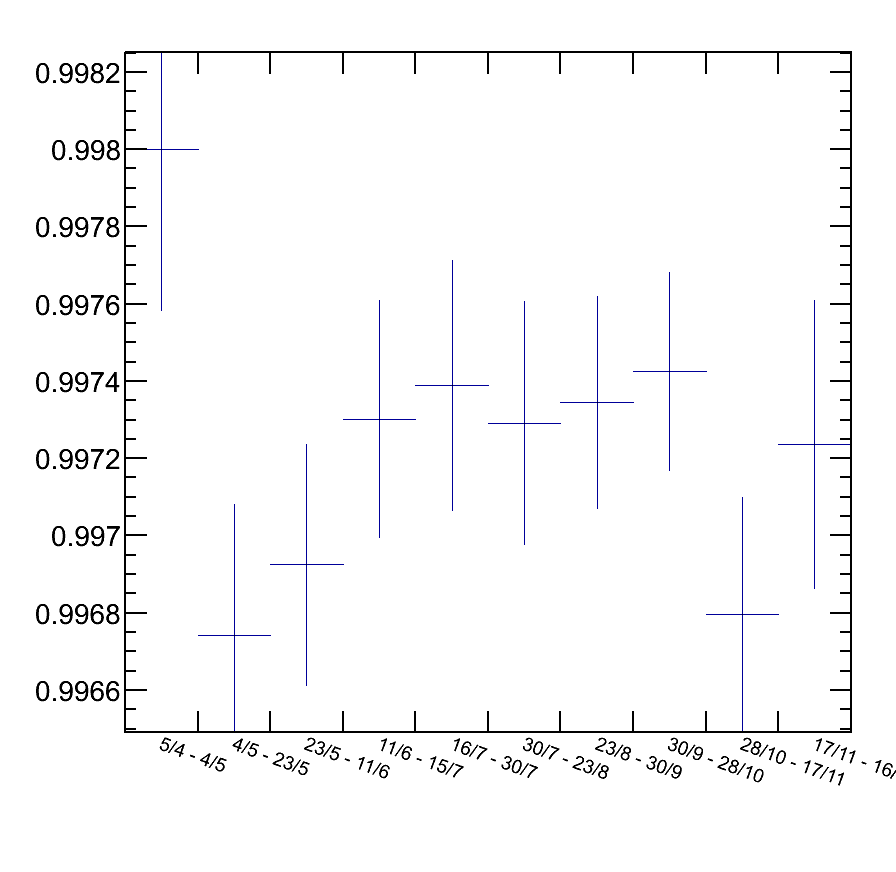 0.9982
0.998
0.9978
0.9976
0.9974
0.9972
0.997
0.9968
0.9966
5/4 - 4/5
4/5 - 23/5
23/5 - 11/6
11/6 - 15/7
16/7 - 30/7
30/7 - 23/8
23/8 - 30/9
30/9 - 28/10
28/10 - 17/11
17/11 - 16/